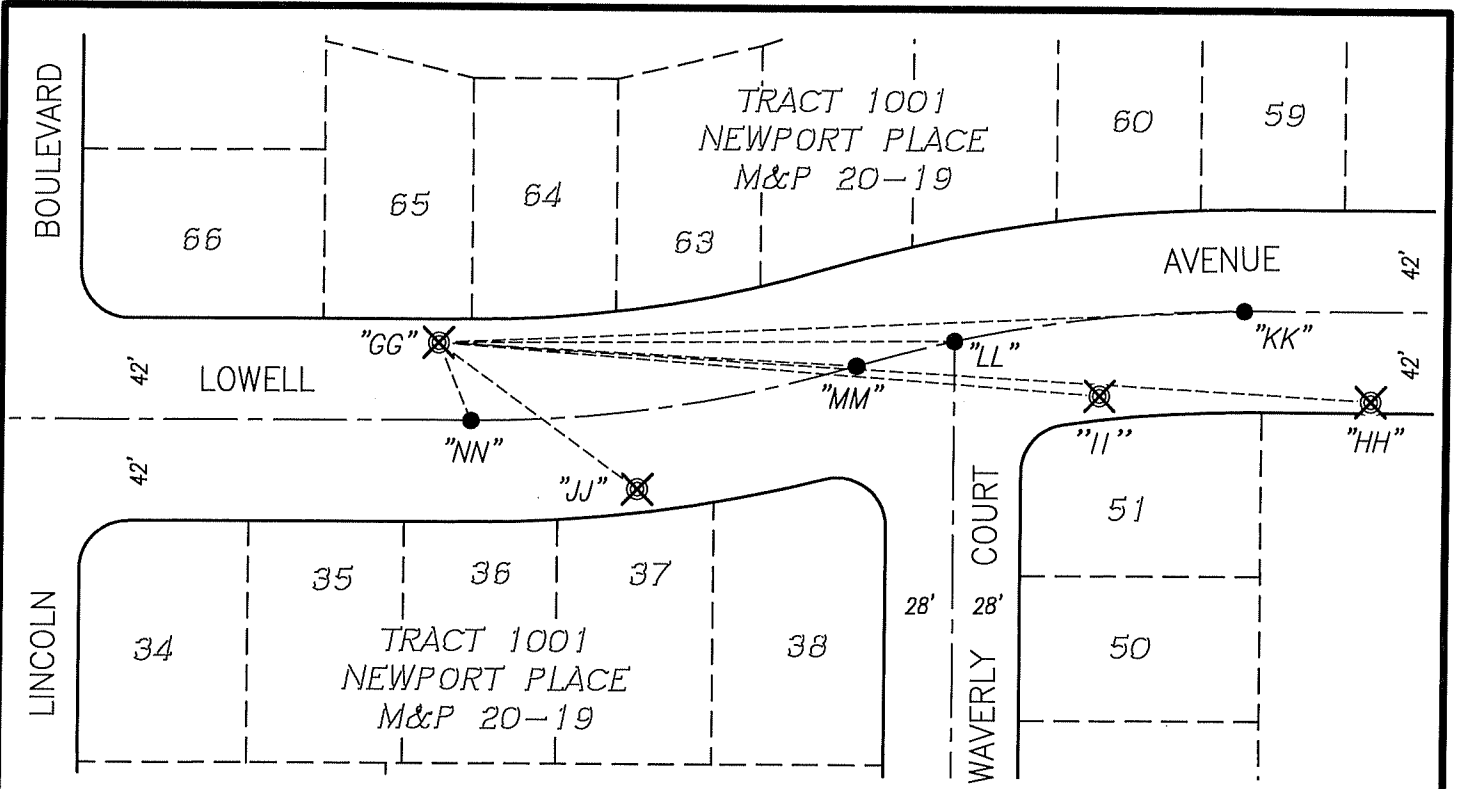 BOULEVARD
TRACT 1001
NEWPORT PLACE
M&P 20-19
60
59
65
64
66
63
AVENUE
42'
"GG"
"KK"
"LL"
42'
LOWELL
42'
"MM"
"NN"
"II"
"HH"
42'
"JJ"
COURT
51
35
36
37
28'
28'
34
TRACT 1001
NEWPORT PLACE
M&P 20-19
38
50
LINCOLN
WAVERLY